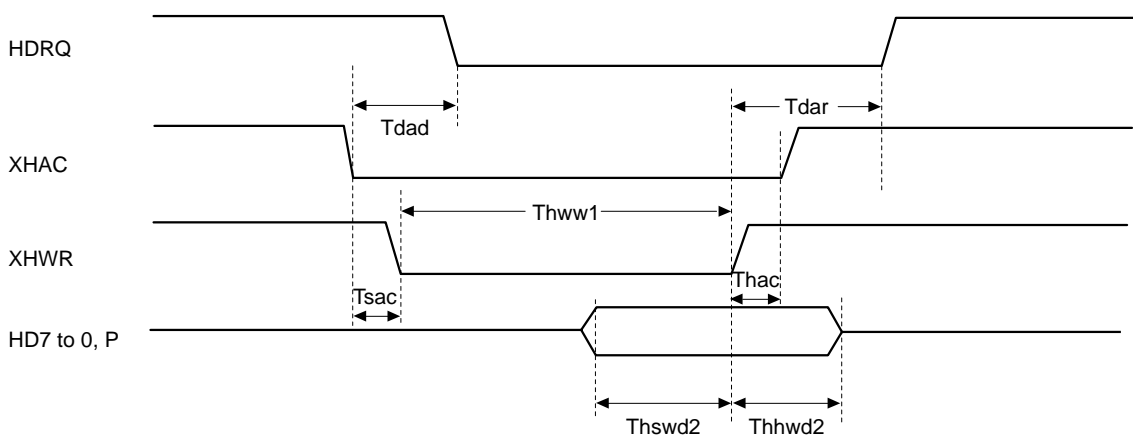 HDRQ
Tdar
Tdad
XHAC
Thww1
XHWR
Thac
Tsac
HD7 to 0, P
Thswd2
Thhwd2